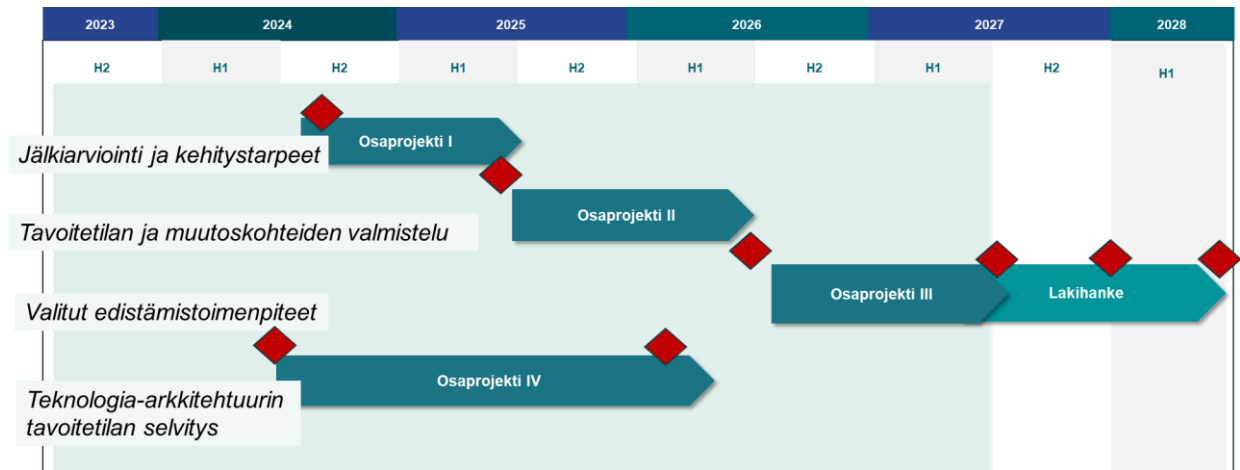 2023
2024
2025
2026
2027
2028
H2
H1
H2
H1
H2
H1
H2
H1
H2
H1
Osaprojekti I
Jälkiarviointi ja kehitystarpeet
Osaprojekti II
Tavoitetilan ja muutoskohteiden valmistelu
Osaprojekti III
Lakihanke
Valitut edistämistoimenpiteet
Osaprojekti IV
Teknologia-arkkitehtuurin
tavoitetilan selvitys